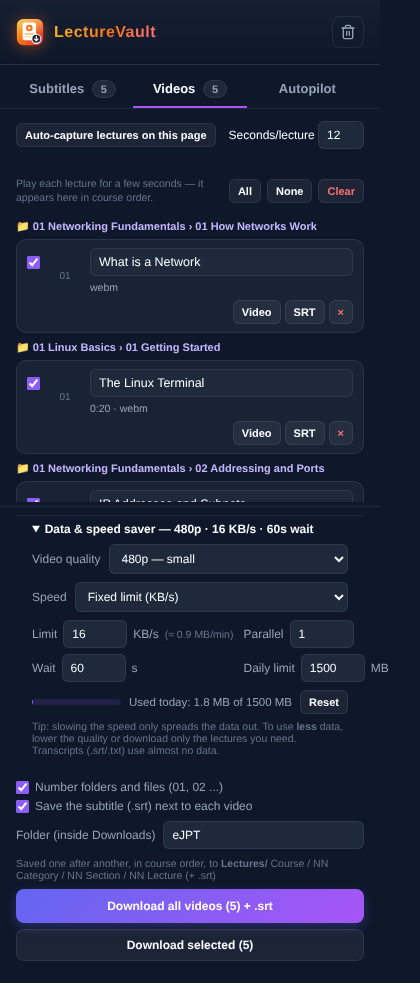 LectureVault
Subtitles 5 Videos 5 Autopilot
Auto-capture lectures on this page Seconds/lecture 12
Play each lecture for a few seconds — it
appears here in course order.
All None Clear
📁 01 Networking Fundamentals › 01 How Networks Work
01 What is a Network
webm
Video SRT ×
📁 01 Linux Basics › 01 Getting Started
01 The Linux Terminal
0:20 · webm
Video SRT ×
📁 01 Networking Fundamentals › 02 Addressing and Ports
IP Addresses and Subnets
▼ Data & speed saver — 480p · 16 KB/s · 60s wait
Video quality 480p — small
Speed Fixed limit (KB/s)
Limit 16 KB/s (≈ 0.9 MB/min) Parallel 1
Wait 60 s Daily limit 1500 MB
Used today: 1.8 MB of 1500 MB Reset
Tip: slowing the speed only spreads the data out. To use less data,
lower the quality or download only the lectures you need.
Transcripts (.srt/.txt) use almost no data.
Number folders and files (01, 02 ...)
Save the subtitle (.srt) next to each video
Folder (inside Downloads) eJPT
Saved one after another, in course order, to Lectures/ Course / NN
Category / NN Section / NN Lecture (+ .srt)
Download all videos (5) + .srt
Download selected (5)